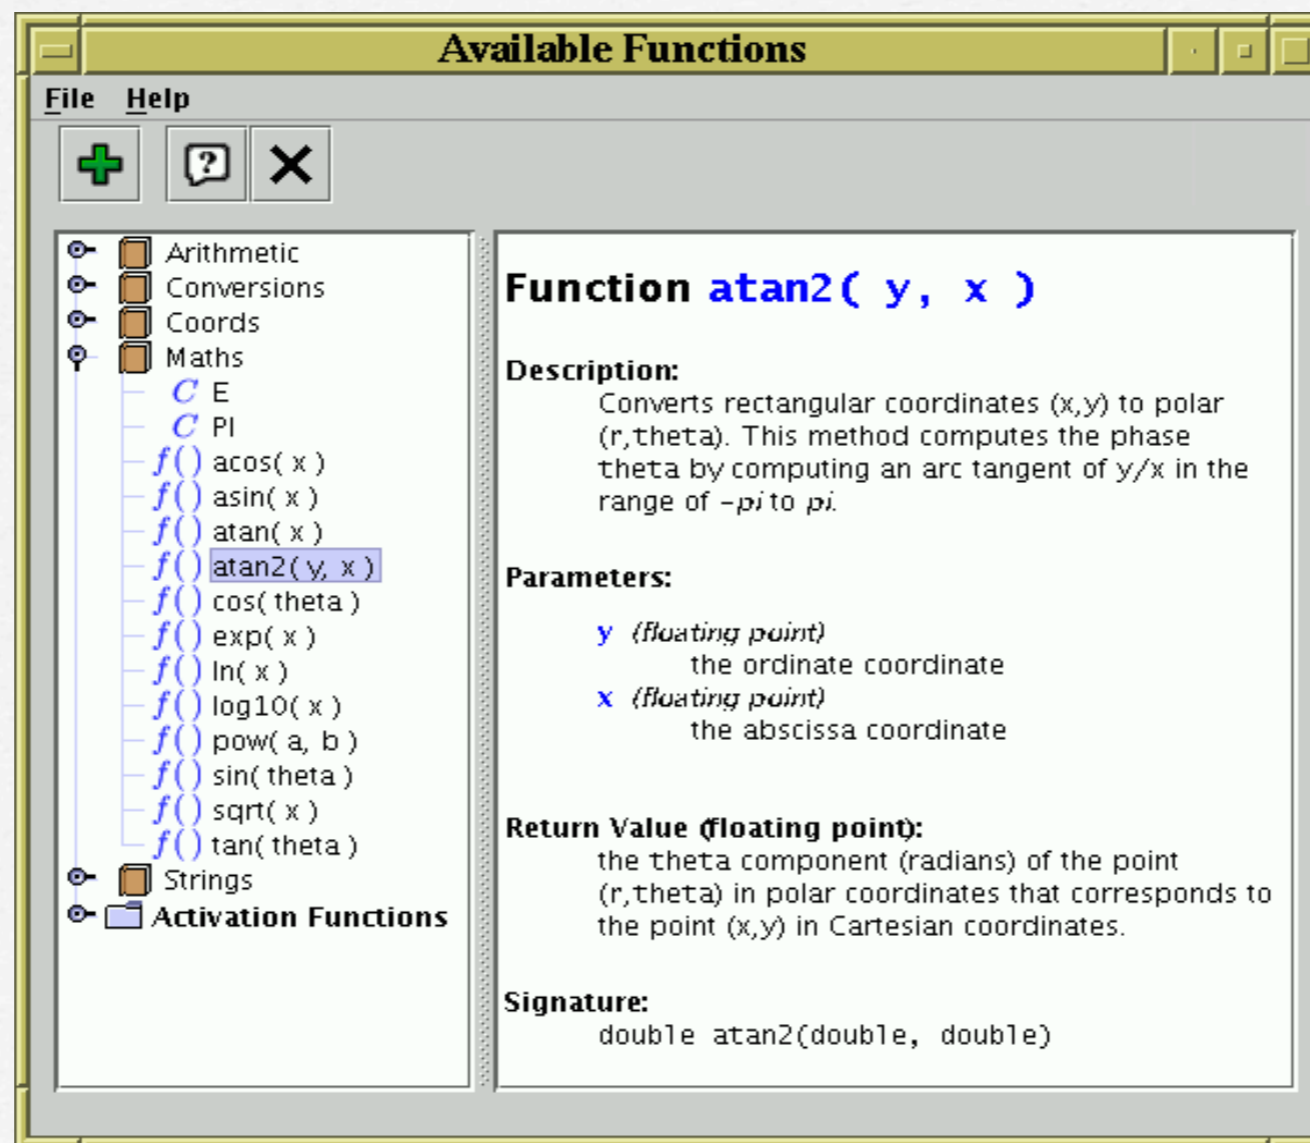 Available Functions
File Help
Arithmetic
Conversions
Coords
Maths
C E
C PI
f() acos( x )
f() asin( x )
f() atan( x )
f() atan2( y, x )
f() cos( theta )
f() exp( x )
f() ln( x )
f() log10( x )
f() pow( a, b )
f() sin( theta )
f() sqrt( x )
f() tan( theta )
Strings
Activation Functions
Function atan2( y, x )
Description:
Converts rectangular coordinates (x,y) to polar
(r,theta). This method computes the phase
theta by computing an arc tangent of y/x in the
range of -pi to pi.
Parameters:
y (floating point)
the ordinate coordinate
x (floating point)
the abscissa coordinate
Return Value (floating point):
the theta component (radians) of the point
(r,theta) in polar coordinates that corresponds to
the point (x,y) in Cartesian coordinates.
Signature:
double atan2(double, double)